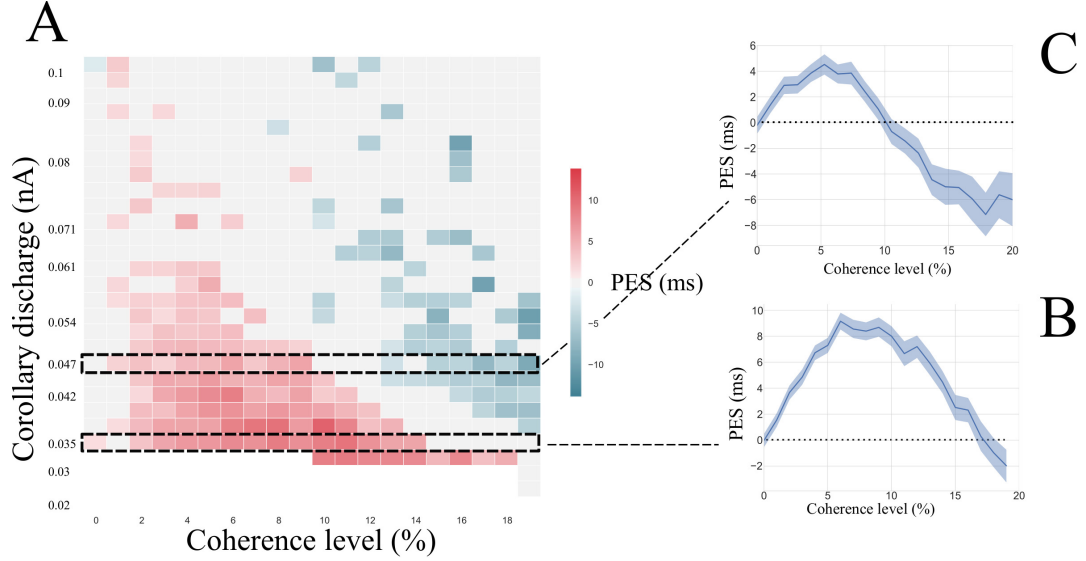 A
Corollary discharge (nA)
0.1
0.09
0.08
0.071
0.061
0.054
0.047
0.042
0.035
0.03
0.02
0 2 4 6 8 10 12 14 16 18
Coherence level (%)
10
5
0
−5
−10
PES (ms)
C
PES (ms)
6
4
2
0
−2
−4
−6
−8
0 5 10 15 20
Coherence level (%)
B
PES (ms)
10
8
6
4
2
0
−2
0 5 10 15 20
Coherence level (%)